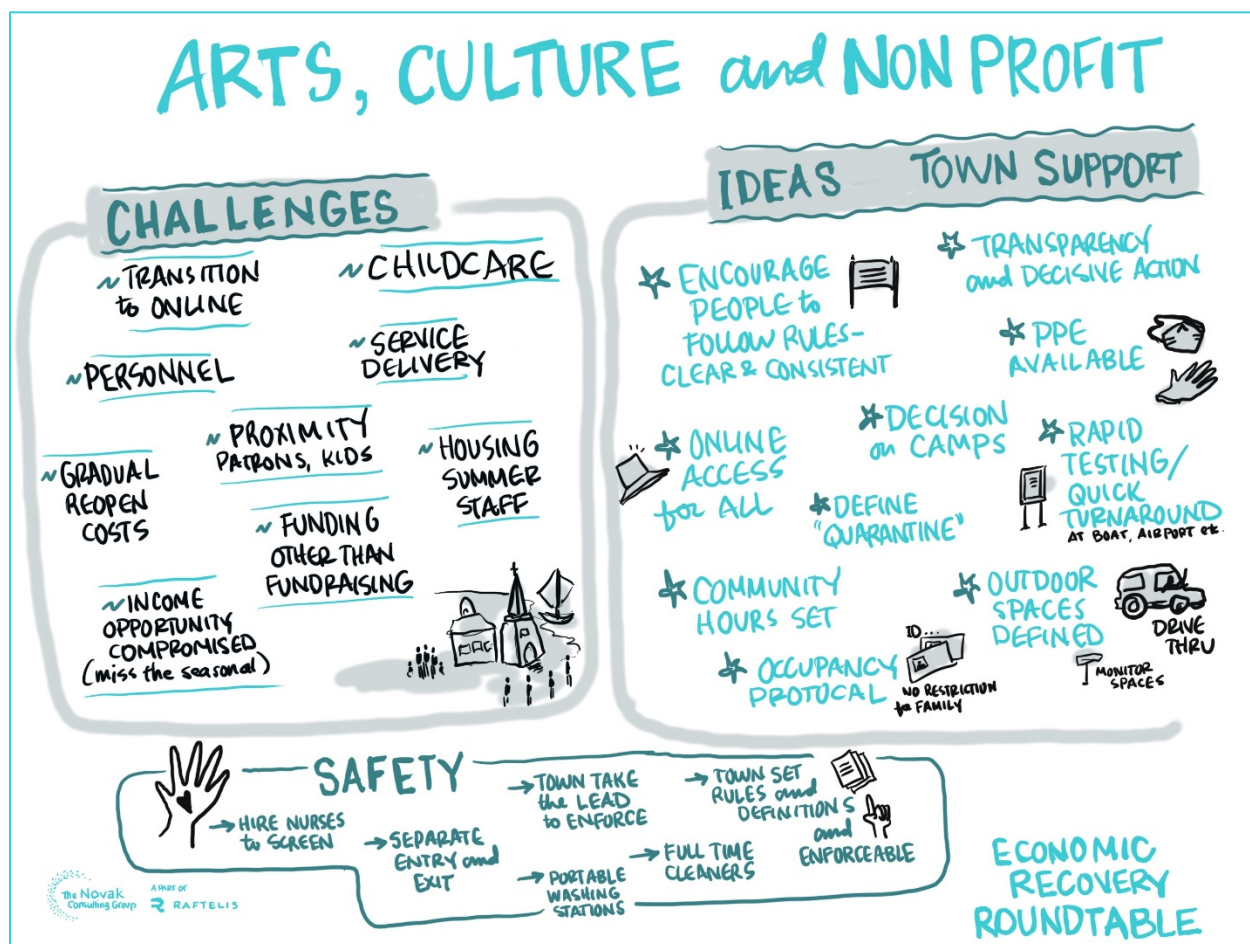 ARTS, CULTURE and NON PROFIT
CHALLENGES
~ TRANSITION
to ONLINE
~ CHILDCARE
~ PERSONNEL
~ SERVICE
DELIVERY
~ GRADUAL
REOPEN
COSTS
~ PROXIMITY
PATRONS, KIDS
~ HOUSING
SUMMER
STAFF
~ FUNDING
OTHER THAN
FUNDRAISING
~ INCOME
OPPORTUNITY
COMPROMISED
(miss the seasonal)
IDEAS TOWN SUPPORT
ENCOURAGE
PEOPLE to
FOLLOW RULES-
CLEAR & CONSISTENT
TRANSPARENCY
and DECISIVE ACTION
PPE
AVAILABLE
ONLINE
ACCESS
for ALL
DECISION
on CAMPS
RAPID
TESTING/
QUICK
TURNAROUND
AT BOAT, AIRPORT etc.
DEFINE
"QUARANTINE"
COMMUNITY
HOURS SET
OUTDOOR
SPACES
DEFINED
DRIVE
THRU
MONITOR
SPACES
OCCUPANCY
PROTOCAL
ID...
NO RESTRICTION
for FAMILY
SAFETY
→ HIRE NURSES
to SCREEN
→ SEPARATE
ENTRY and
EXIT
→ TOWN TAKE
the LEAD
to ENFORCE
→ PORTABLE
WASHING
STATIONS
→ TOWN SET
RULES and
DEFINITIONS
and
ENFORCEABLE
→ FULL TIME
CLEANERS
The Novak
Consulting Group
A PART OF
RAFTELIS
ECONOMIC
RECOVERY
ROUNDTABLE